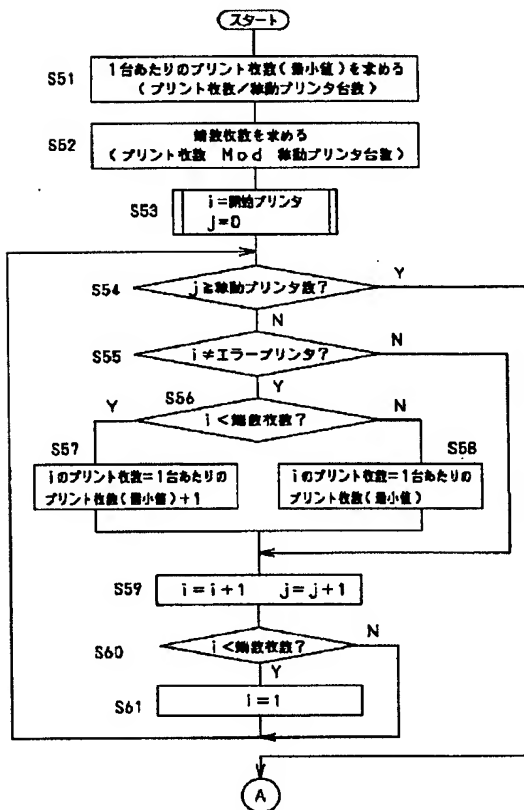 スタート
S51
1台あたりのプリント枚数(最小値)を求める
(プリント枚数/稼動プリンタ台数)
S52
端数枚数を求める
(プリント枚数 Mod 稼動プリンタ台数)
S53
i=開始プリンタ
j=0
S54
j≧稼動プリンタ数?
Y
N
S55
i≠エラープリンタ?
N
Y
S56
i<端数枚数?
Y
N
S57
iのプリント枚数=1台あたりの
プリント枚数(最小値)+1
S58
iのプリント枚数=1台あたりの
プリント枚数(最小値)
S59
i=i+1 j=j+1
S60
i<端数枚数?
N
Y
S61
i=1
A